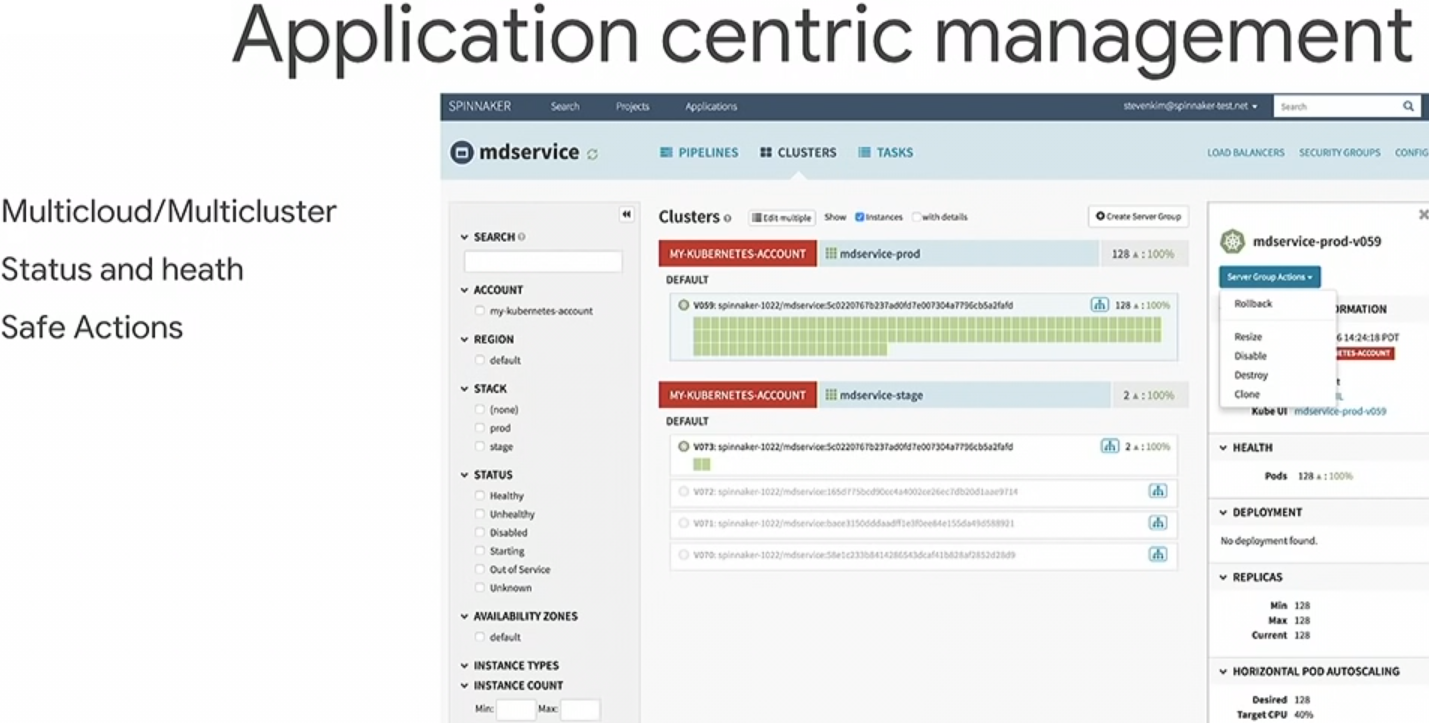 Application centric management
Multicloud/Multicluster
Status and heath
Safe Actions
SPINNAKER Search Projects Applications stevenkim@spinnaker-test.net Search
mdservice PIPELINES CLUSTERS TASKS LOAD BALANCERS SECURITY GROUPS CONFIG
SEARCH
ACCOUNT
my-kubernetes-account
REGION
default
STACK
(none)
prod
stage
STATUS
Healthy
Unhealthy
Disabled
Starting
Out of Service
Unknown
AVAILABILITY ZONES
default
INSTANCE TYPES
INSTANCE COUNT
Min: Max:
Clusters Edit multiple Show Instances with details Create Server Group
MY-KUBERNETES-ACCOUNT mdservice-prod 128 : 100%
DEFAULT
V059: spinnaker-1022/mdservice:5c0220767b237ad0fd7e007304a7796cb5a2fafd 128 : 100%
MY-KUBERNETES-ACCOUNT mdservice-stage 2 : 100%
DEFAULT
V073: spinnaker-1022/mdservice:5c0220767b237ad0fd7e007304a7796cb5a2fafd 2 : 100%
V072: spinnaker-1022/mdservice:
V071: spinnaker-1022/mdservice:
V070: spinnaker-1022/mdservice:
mdservice-prod-v059
Server Group Actions
Rollback
Resize
Disable
Destroy
Clone
RMATION
6 14:24:18 PDT
ETES-ACCOUNT
Kube UI mdservice-prod-v059
HEALTH
Pods 128 : 100%
DEPLOYMENT
No deployment found.
REPLICAS
Min 128
Max 128
Current 128
HORIZONTAL POD AUTOSCALING
Desired 128
Target CPU 40%